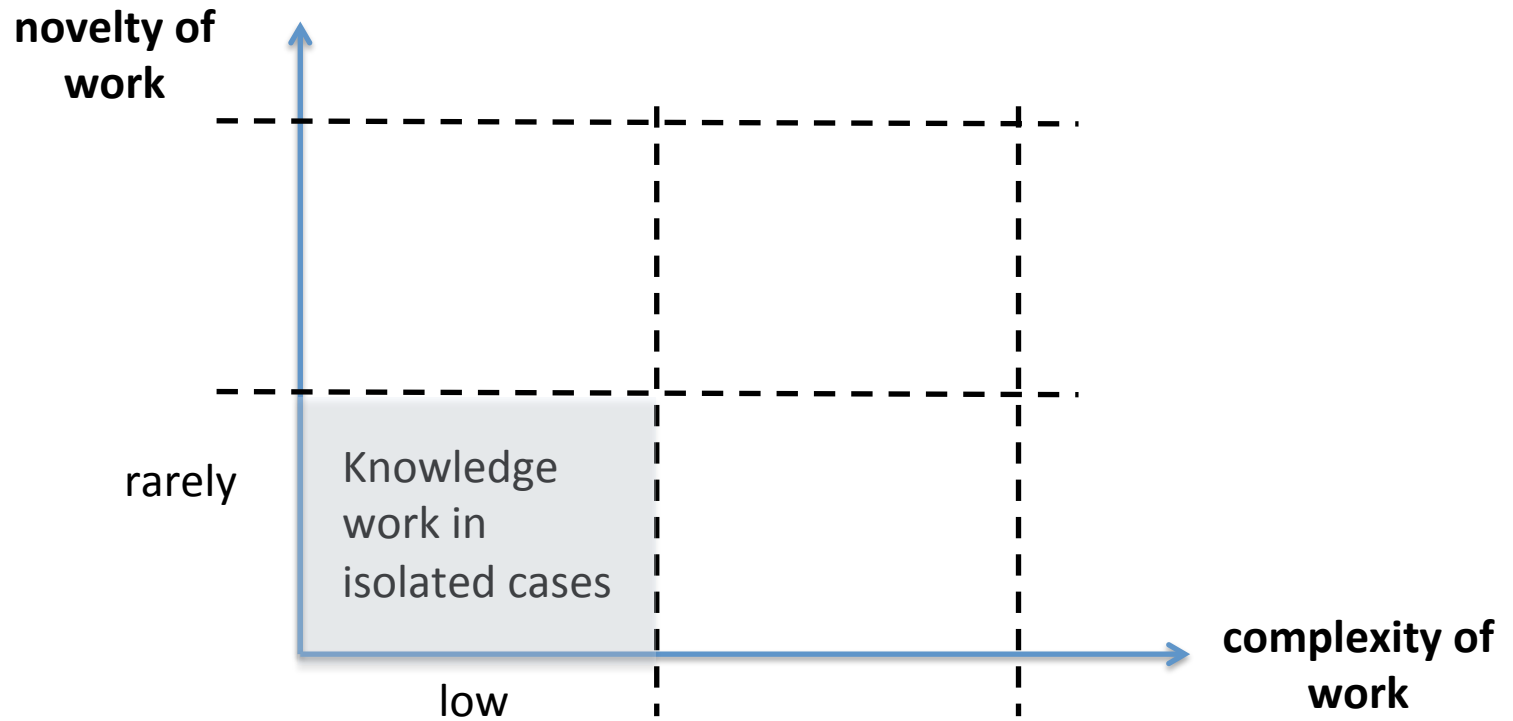 novelty of
work
rarely
Knowledge
work in
isolated cases
low
complexity of
work